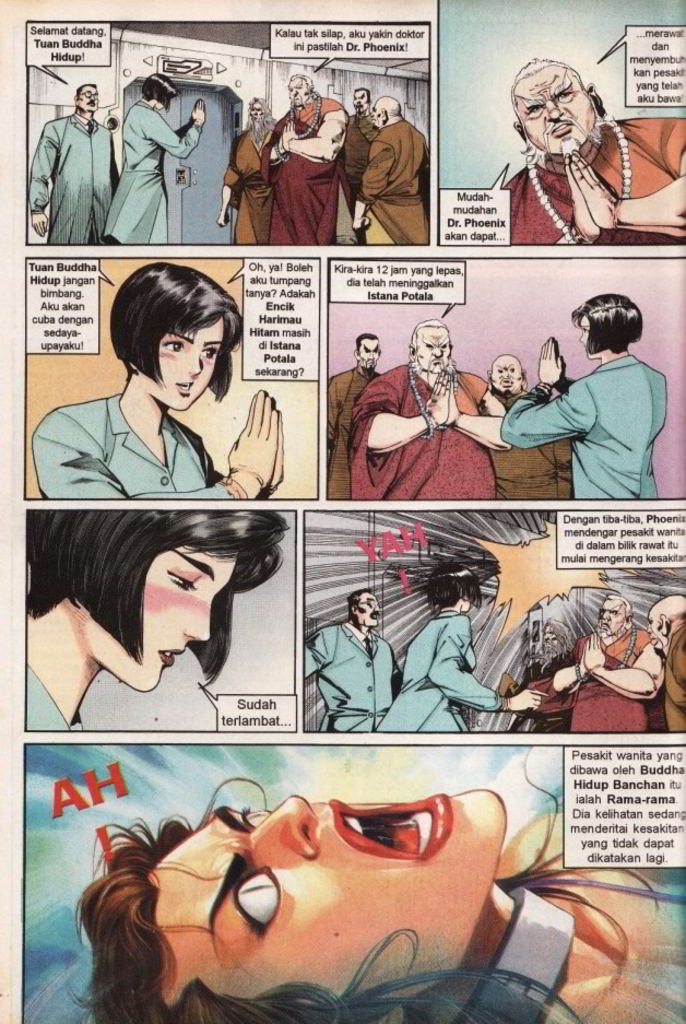 Selamat datang,
Tuan Buddha
Hidup!
Kalau tak silap, aku yakin doktor
ini pastilah Dr. Phoenix!
Mudah-
mudahan
Dr. Phoenix
akan dapat...
...merawat
dan
menyembuh
kan pesakit
yang telah
aku bawa!
Tuan Buddha
Hidup jangan
bimbang.
Aku akan
cuba dengan
sedaya-
upayaku!
Oh, ya! Boleh
aku tumpang
tanya? Adakah
Encik
Harimau
Hitam masih
di Istana
Potala
sekarang?
Kira-kira 12 jam yang lepas,
dia telah meninggalkan
Istana Potala
Sudah
terlambat...
YAH
!
Dengan tiba-tiba, Phoenix
mendengar pesakit wanita
di dalam bilik rawat itu
mulai mengerang kesakitan
AH
!
Pesakit wanita yang
dibawa oleh Buddha
Hidup Banchan itu
ialah Rama-rama.
Dia kelihatan sedang
menderitai kesakitan
yang tidak dapat
dikatakan lagi.